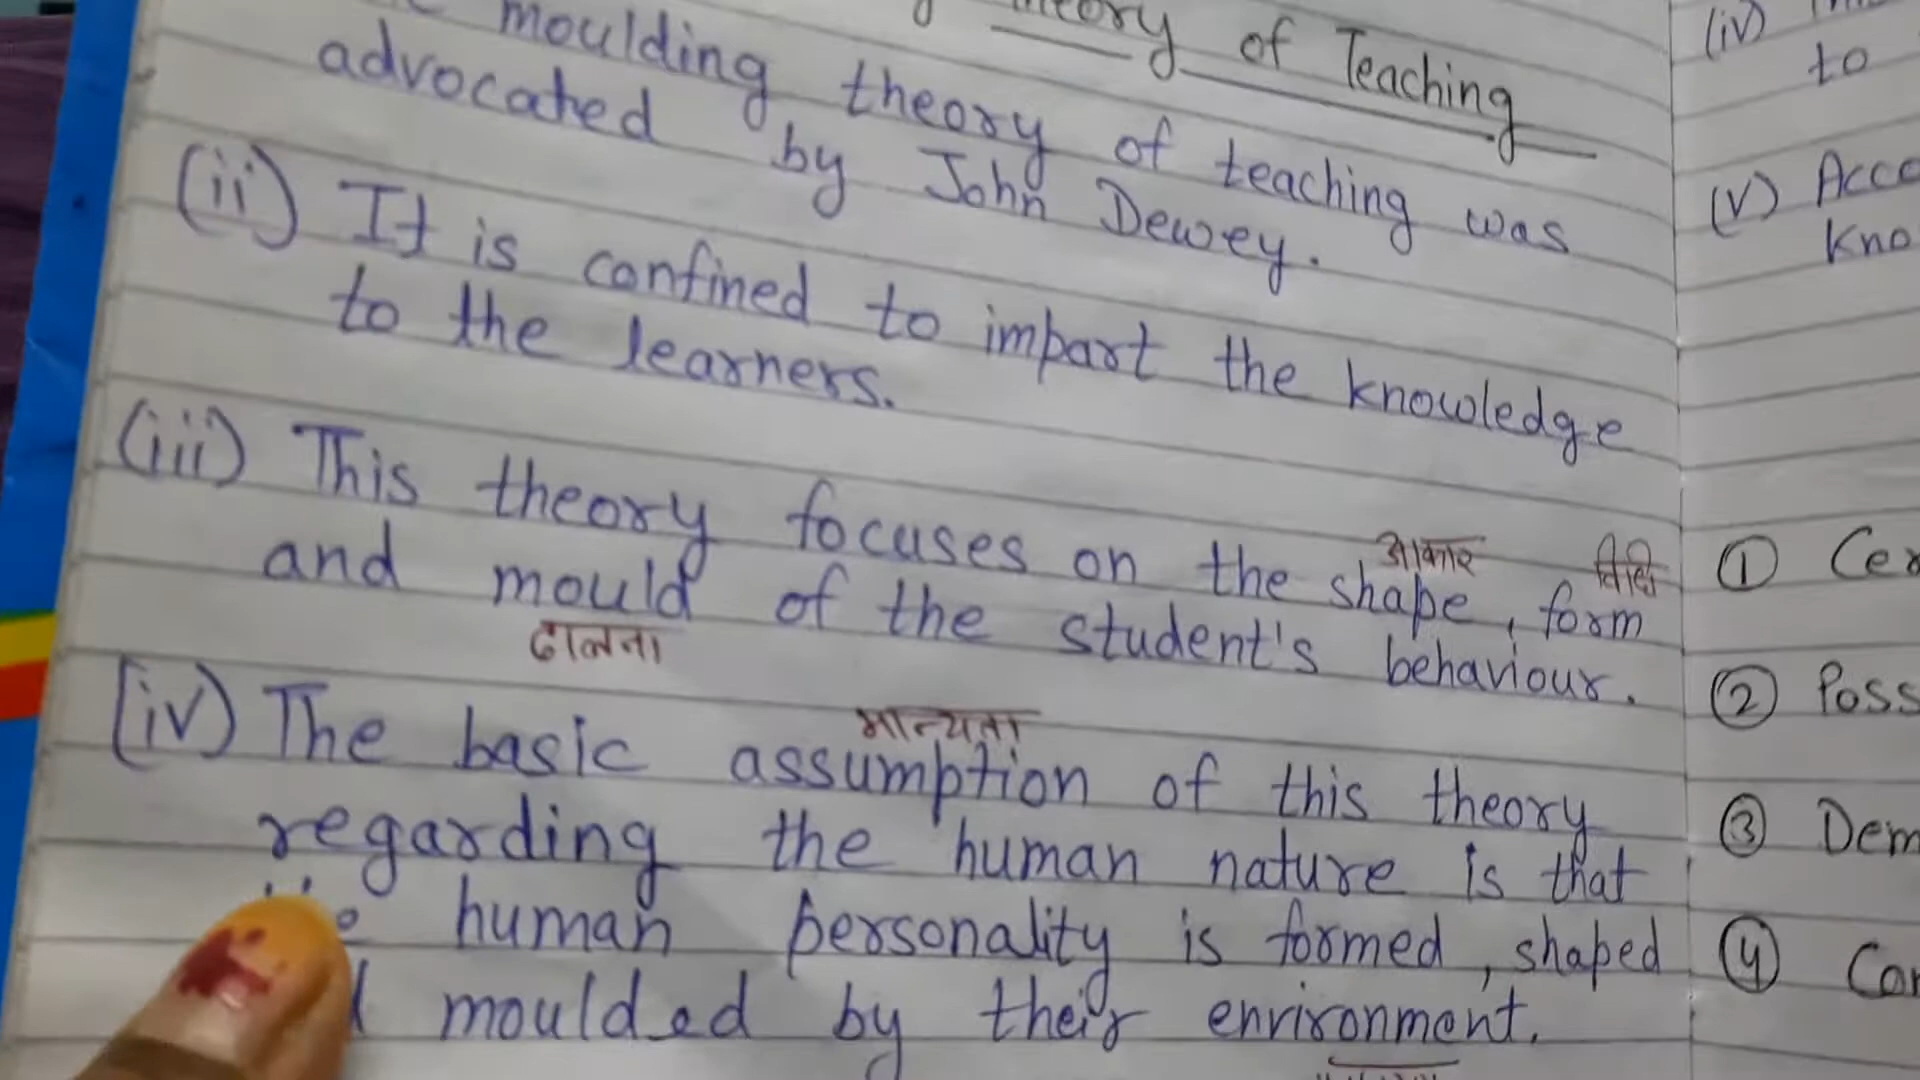 of Teaching
moulding theory of teaching was
advocated by John Dewey.
(ii) It is confined to impart the knowledge
to the learners.
आकार
(iii) This theory focuses on the shape, form
and mould of the student's behaviour.
ढालना
मान्यता
(iv) The basic assumption of this theory
regarding the human nature is that
human personality is formed, shaped
moulded by their environment.
(iv)
to
(v) Acco
Kno
① Cer
② Poss
③ Dem
④ Con